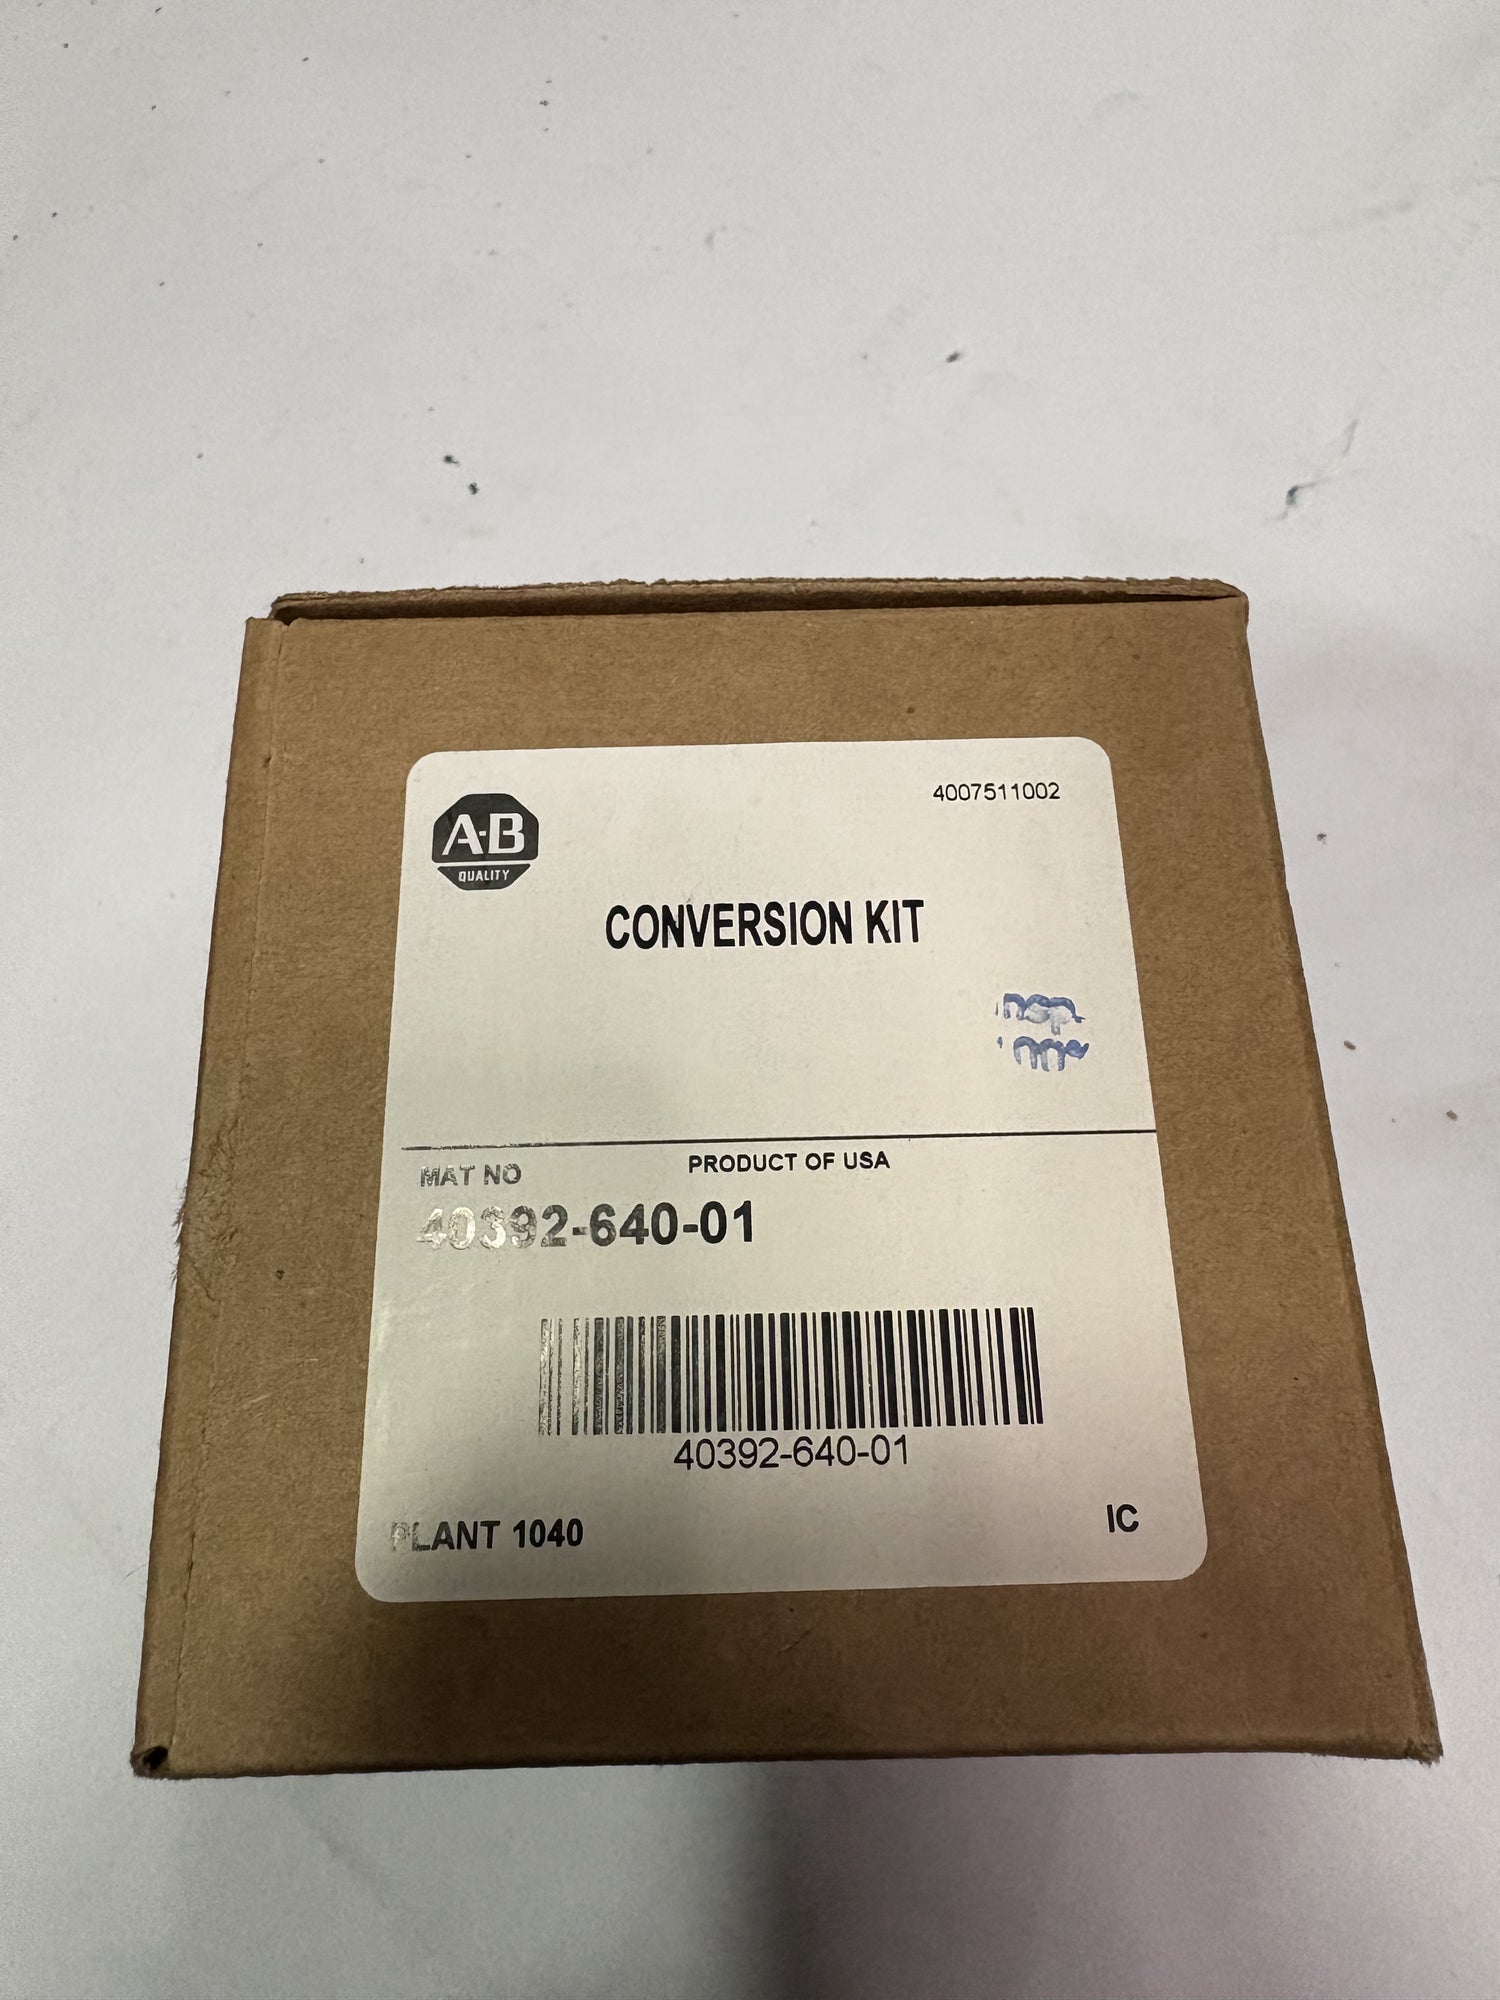 A-B
QUALITY
4007511002
CONVERSION KIT
MAT NO
PRODUCT OF USA
40392-640-01
40392-640-01
PLANT 1040
IC